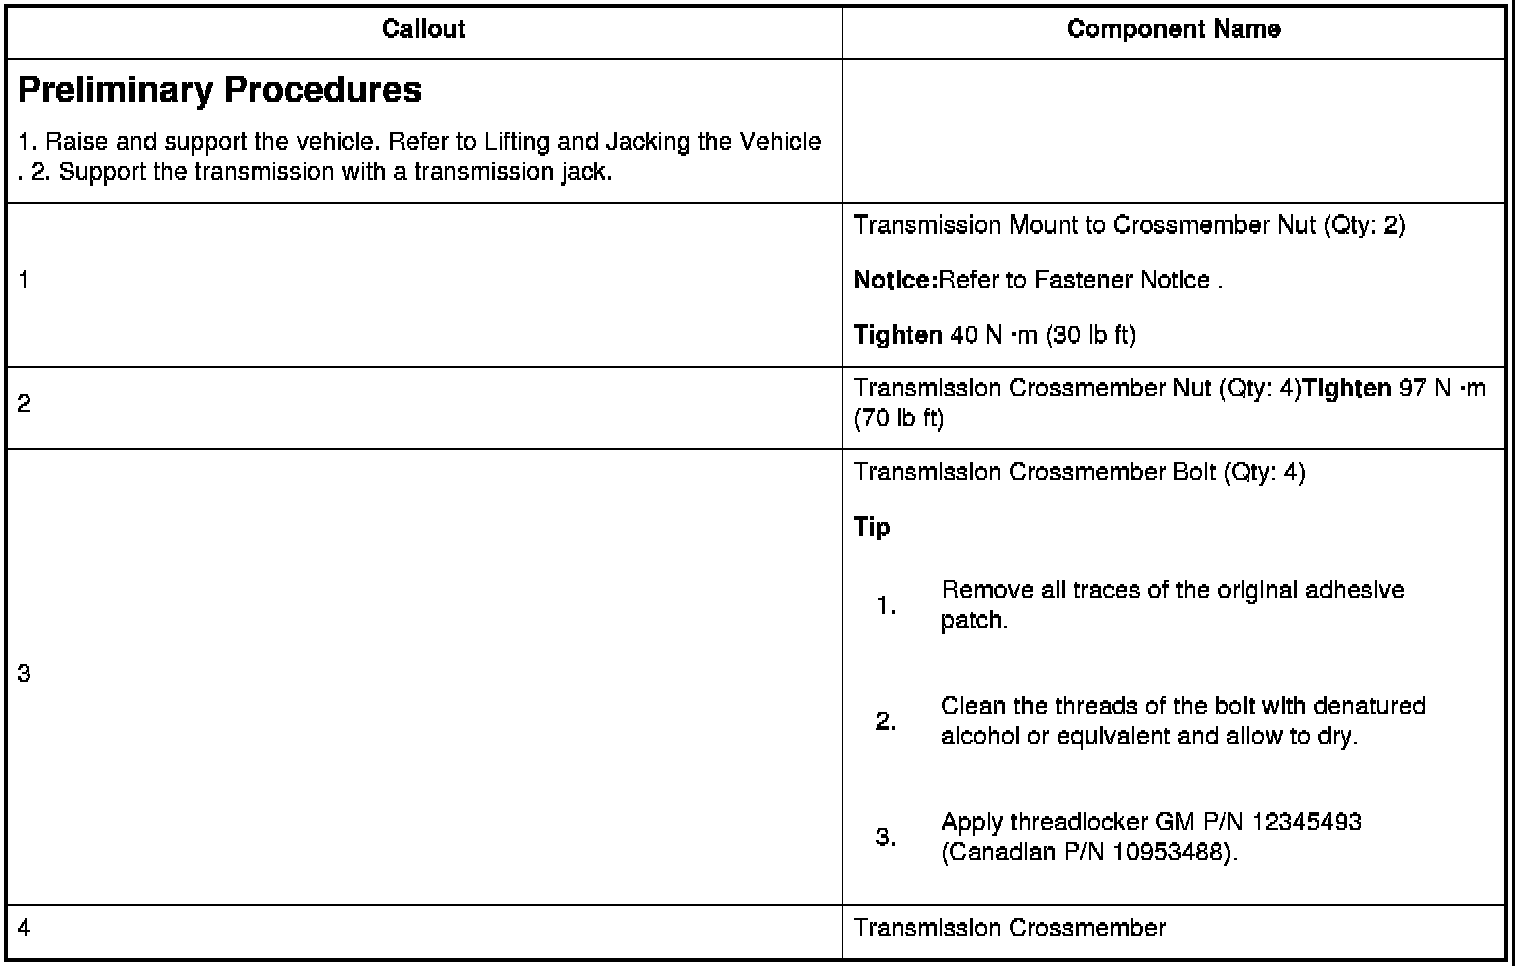 Callout
Component Name
Preliminary Procedures
1. Raise and support the vehicle. Refer to Lifting and Jacking the Vehicle
. 2. Support the transmission with a transmission jack.
1
Transmission Mount to Crossmember Nut (Qty: 2)
Notice:Refer to Fastener Notice .
Tighten 40 N ·m (30 lb ft)
2
Transmission Crossmember Nut (Qty: 4)Tighten 97 N ·m
(70 lb ft)
3
Transmission Crossmember Bolt (Qty: 4)
Tip
1. Remove all traces of the original adhesive
patch.
2. Clean the threads of the bolt with denatured
alcohol or equivalent and allow to dry.
3. Apply threadlocker GM P/N 12345493
(Canadian P/N 10953488).
4
Transmission Crossmember